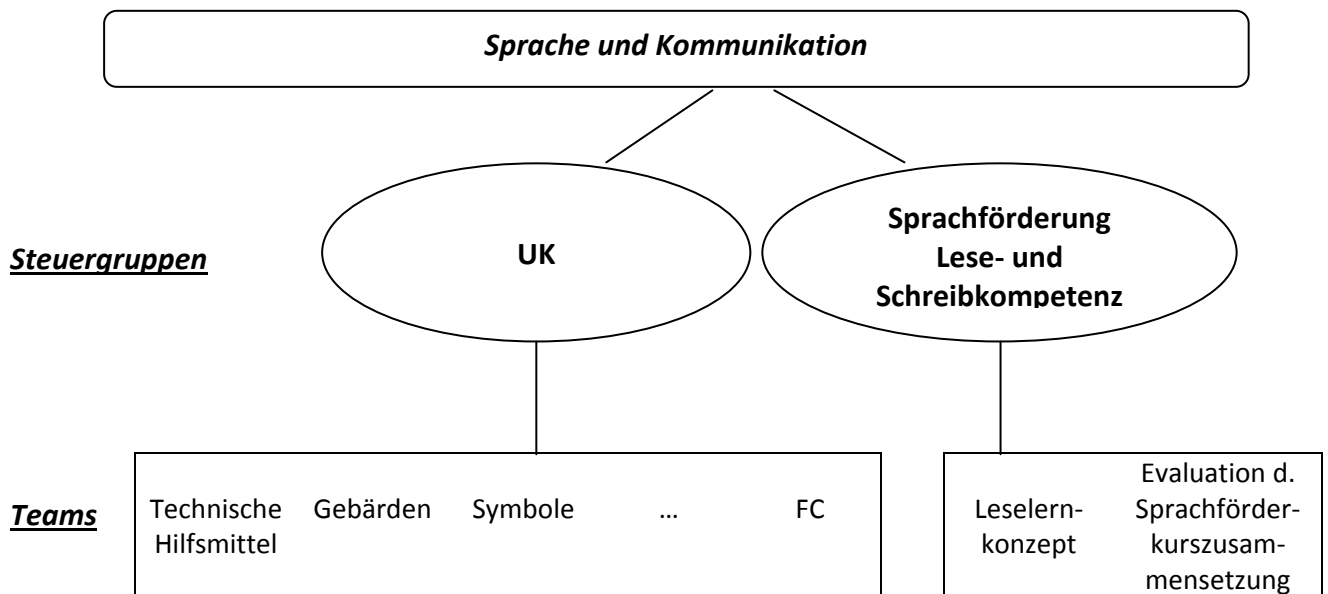 Sprache und Kommunikation
Steuergruppen
UK
Sprachförderung
Lese- und
Schreibkompetenz
Teams
Technische
Hilfsmittel
Gebärden
Symbole
...
FC
Leselern-
konzept
Evaluation d.
Sprachförder-
kurszusam-
mensetzung